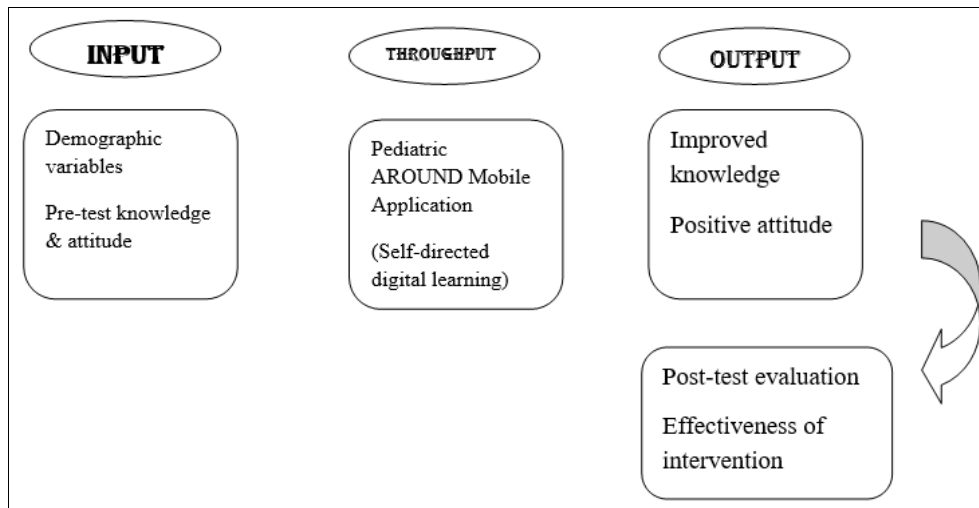 INPUT
Demographic
variables
Pre-test knowledge
& attitude
THROUGHPUT
Pediatric
AROUND Mobile
Application
(Self-directed
digital learning)
OUTPUT
Improved
knowledge
Positive attitude
Post-test evaluation
Effectiveness of
intervention